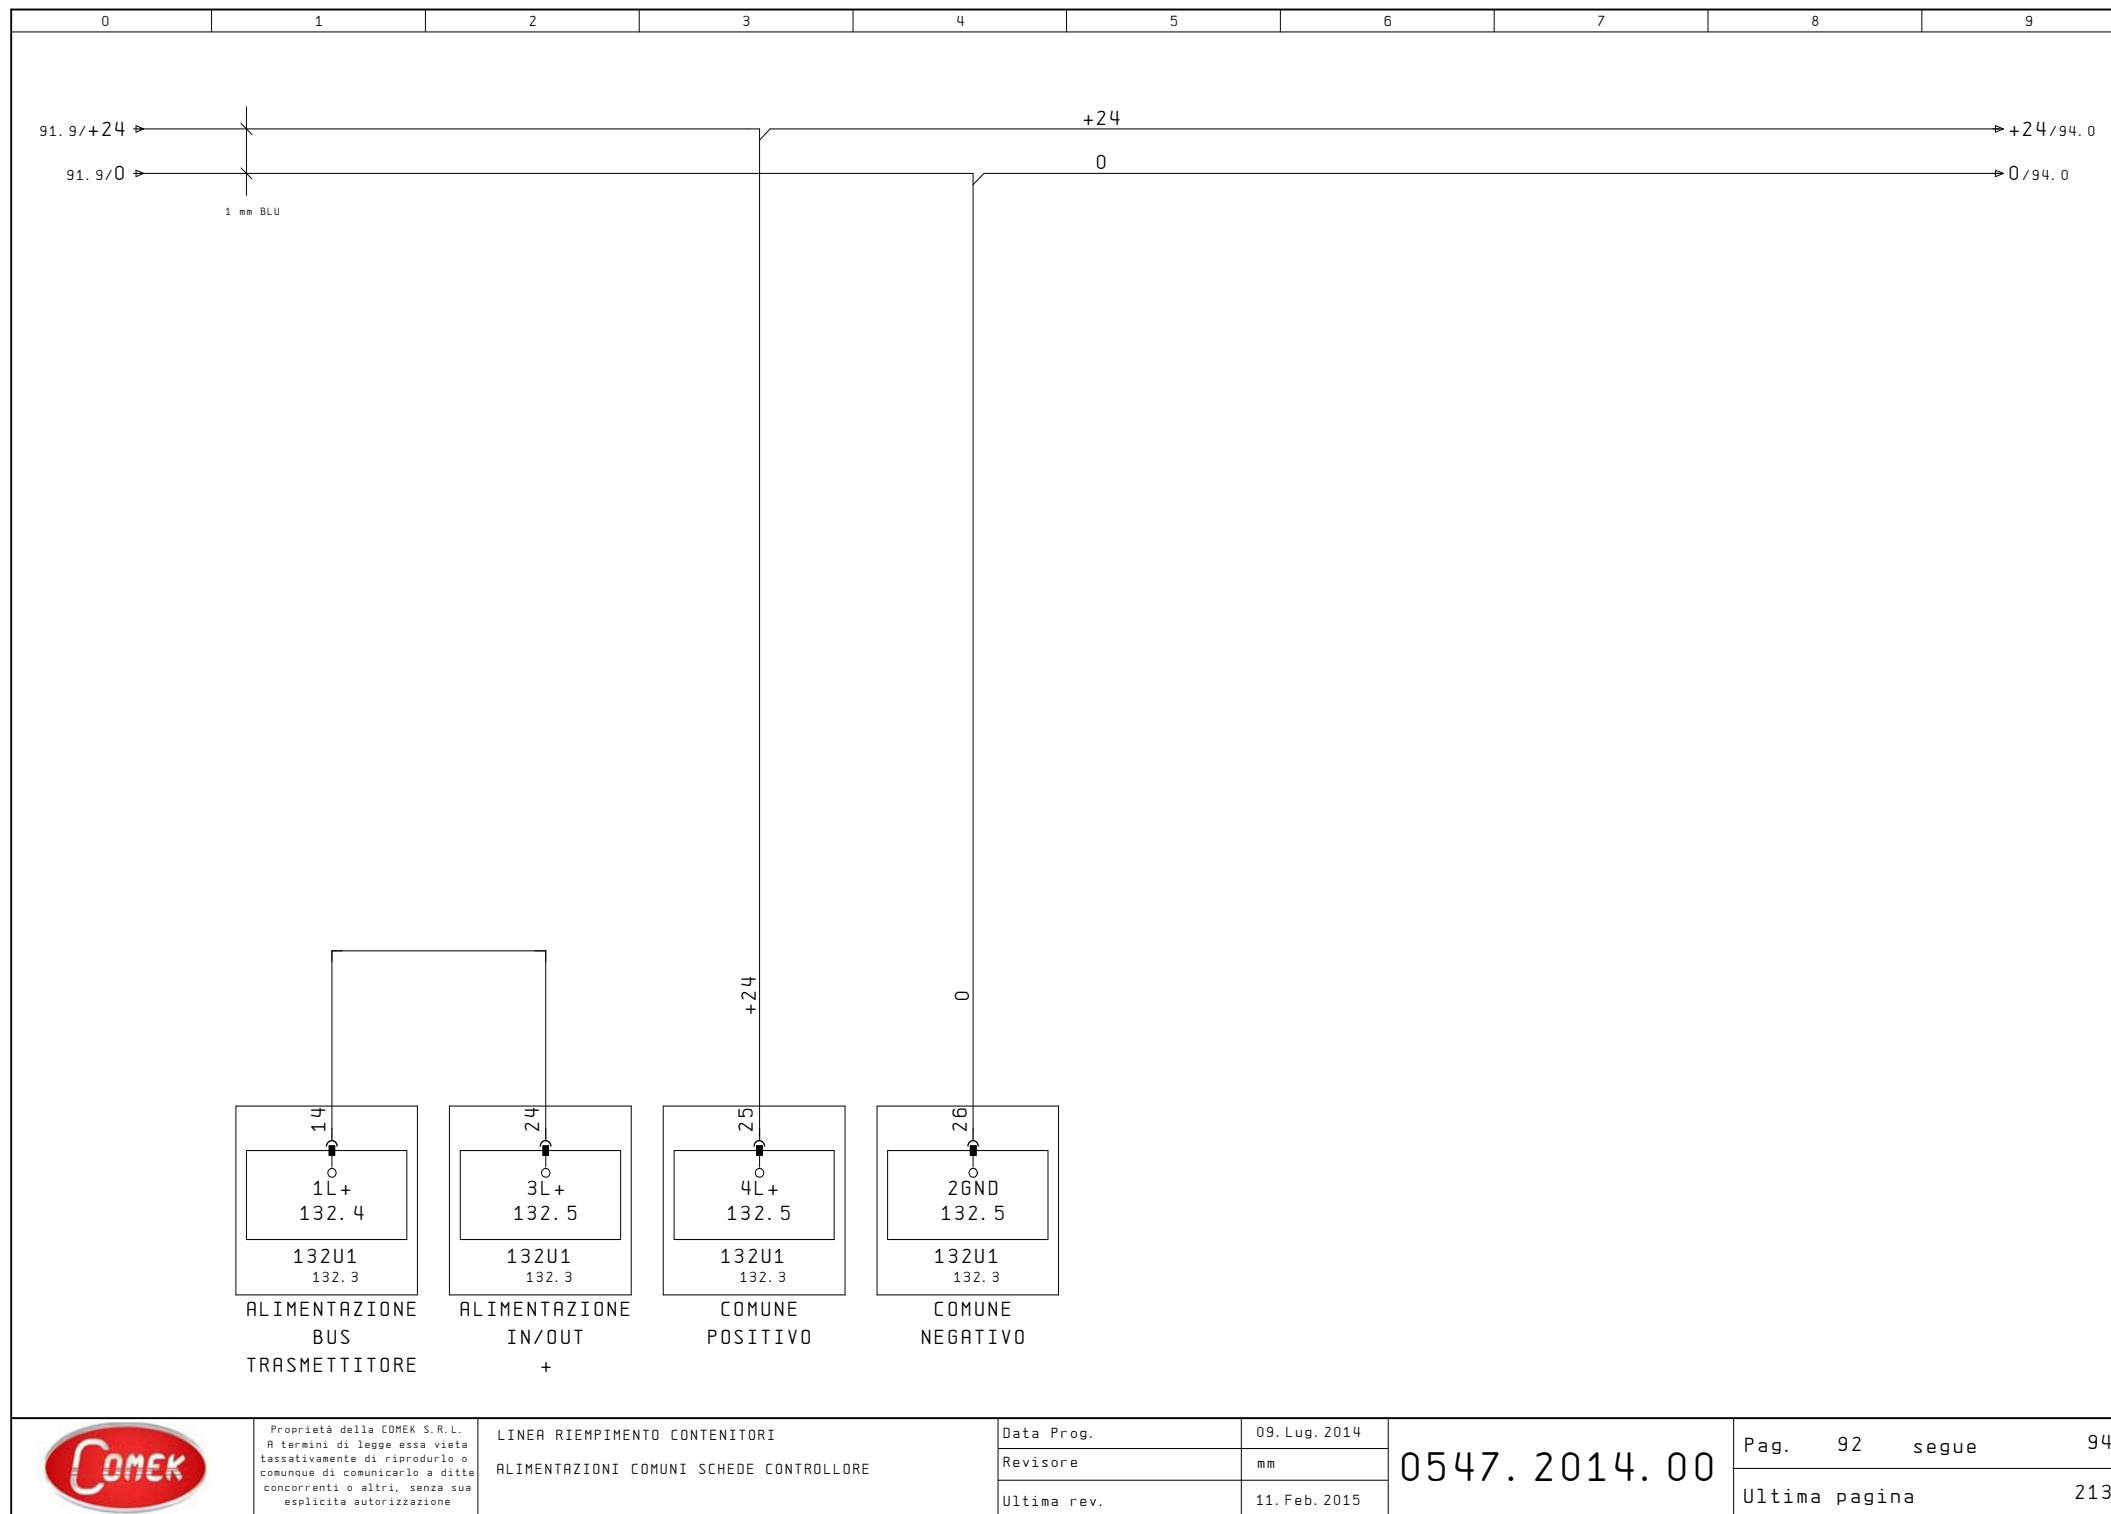 0 1 2 3 4 5 6 7 8 9
91.9/+24
+24
+24/94.0
91.9/0
0
0/94.0
1 mm BLU
+24
0
14
24
25
26
1L+
132.4
132U1
132.3
ALIMENTAZIONE
BUS
TRASMETTITORE
3L+
132.5
132U1
132.3
ALIMENTAZIONE
IN/OUT
+
4L+
132.5
132U1
132.3
COMUNE
POSITIVO
2GND
132.5
132U1
132.3
COMUNE
NEGATIVO
COMEK
Proprietà della COMEK S.R.L.
A termini di legge essa vieta
tassativamente di riprodurlo o
comunque di comunicarlo a ditte
concorrenti o altri, senza sua
esplicita autorizzazione
LINEA RIEMPIMENTO CONTENITORI
ALIMENTAZIONI COMUNI SCHEDE CONTROLLORE
Data Prog. 09.Lug.2014
Revisore mm
Ultima rev. 11.Feb.2015
0547.2014.00
Pag. 92 segue 94
Ultima pagina 213